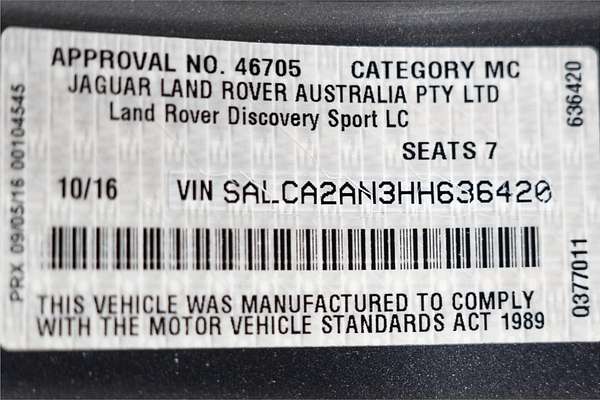 APPROVAL NO. 46705 CATEGORY MC
JAGUAR LAND ROVER AUSTRALIA PTY LTD
Land Rover Discovery Sport LC
SEATS 7
10/16 VIN SALCA2AN3HH636420
THIS VEHICLE WAS MANUFACTURED TO COMPLY
WITH THE MOTOR VEHICLE STANDARDS ACT 1989
PRX 09/05/16 00104545
636420
Q377011